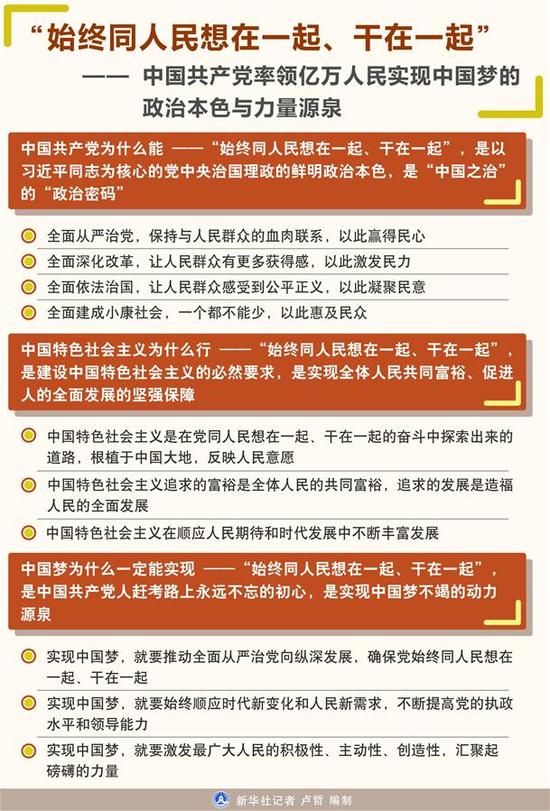 “始终同人民想在一起、干在一起”
—— 中国共产党率领亿万人民实现中国梦的
政治本色与力量源泉
中国共产党为什么能 ——“始终同人民想在一起、干在一起”，是以
习近平同志为核心的党中央治国理政的鲜明政治本色，是“中国之治”
的“政治密码”
全面从严治党，保持与人民群众的血肉联系，以此赢得民心
全面深化改革，让人民群众有更多获得感，以此激发民力
全面依法治国，让人民群众感受到公平正义，以此凝聚民意
全面建成小康社会，一个都不能少，以此惠及民众
中国特色社会主义为什么行 ——“始终同人民想在一起、干在一起”，
是建设中国特色社会主义的必然要求，是实现全体人民共同富裕、促进
人的全面发展的坚强保障
中国特色社会主义是在党同人民想在一起、干在一起的奋斗中探索出来的
道路，根植于中国大地，反映人民意愿
中国特色社会主义追求的富裕是全体人民的共同富裕，追求的发展是造福
人民的全面发展
中国特色社会主义在顺应人民期待和时代发展中不断丰富发展
中国梦为什么一定能实现 ——“始终同人民想在一起、干在一起”，
是中国共产党人赶考路上永远不忘的初心，是实现中国梦不竭的动力
源泉
实现中国梦，就要推动全面从严治党向纵深发展，确保党始终同人民想在
一起、干在一起
实现中国梦，就要始终顺应时代新变化和人民新需求，不断提高党的执政
水平和领导能力
实现中国梦，就要激发最广大人民的积极性、主动性、创造性，汇聚起
磅礴的力量
新华社记者 卢哲 编制